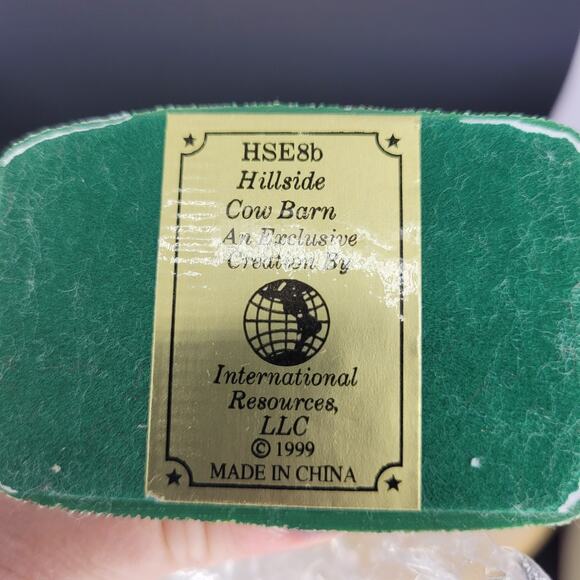 HSE8b
Hillside
Cow Barn
An Exclusive
Creation By
International
Resources,
LLC
© 1999
MADE IN CHINA